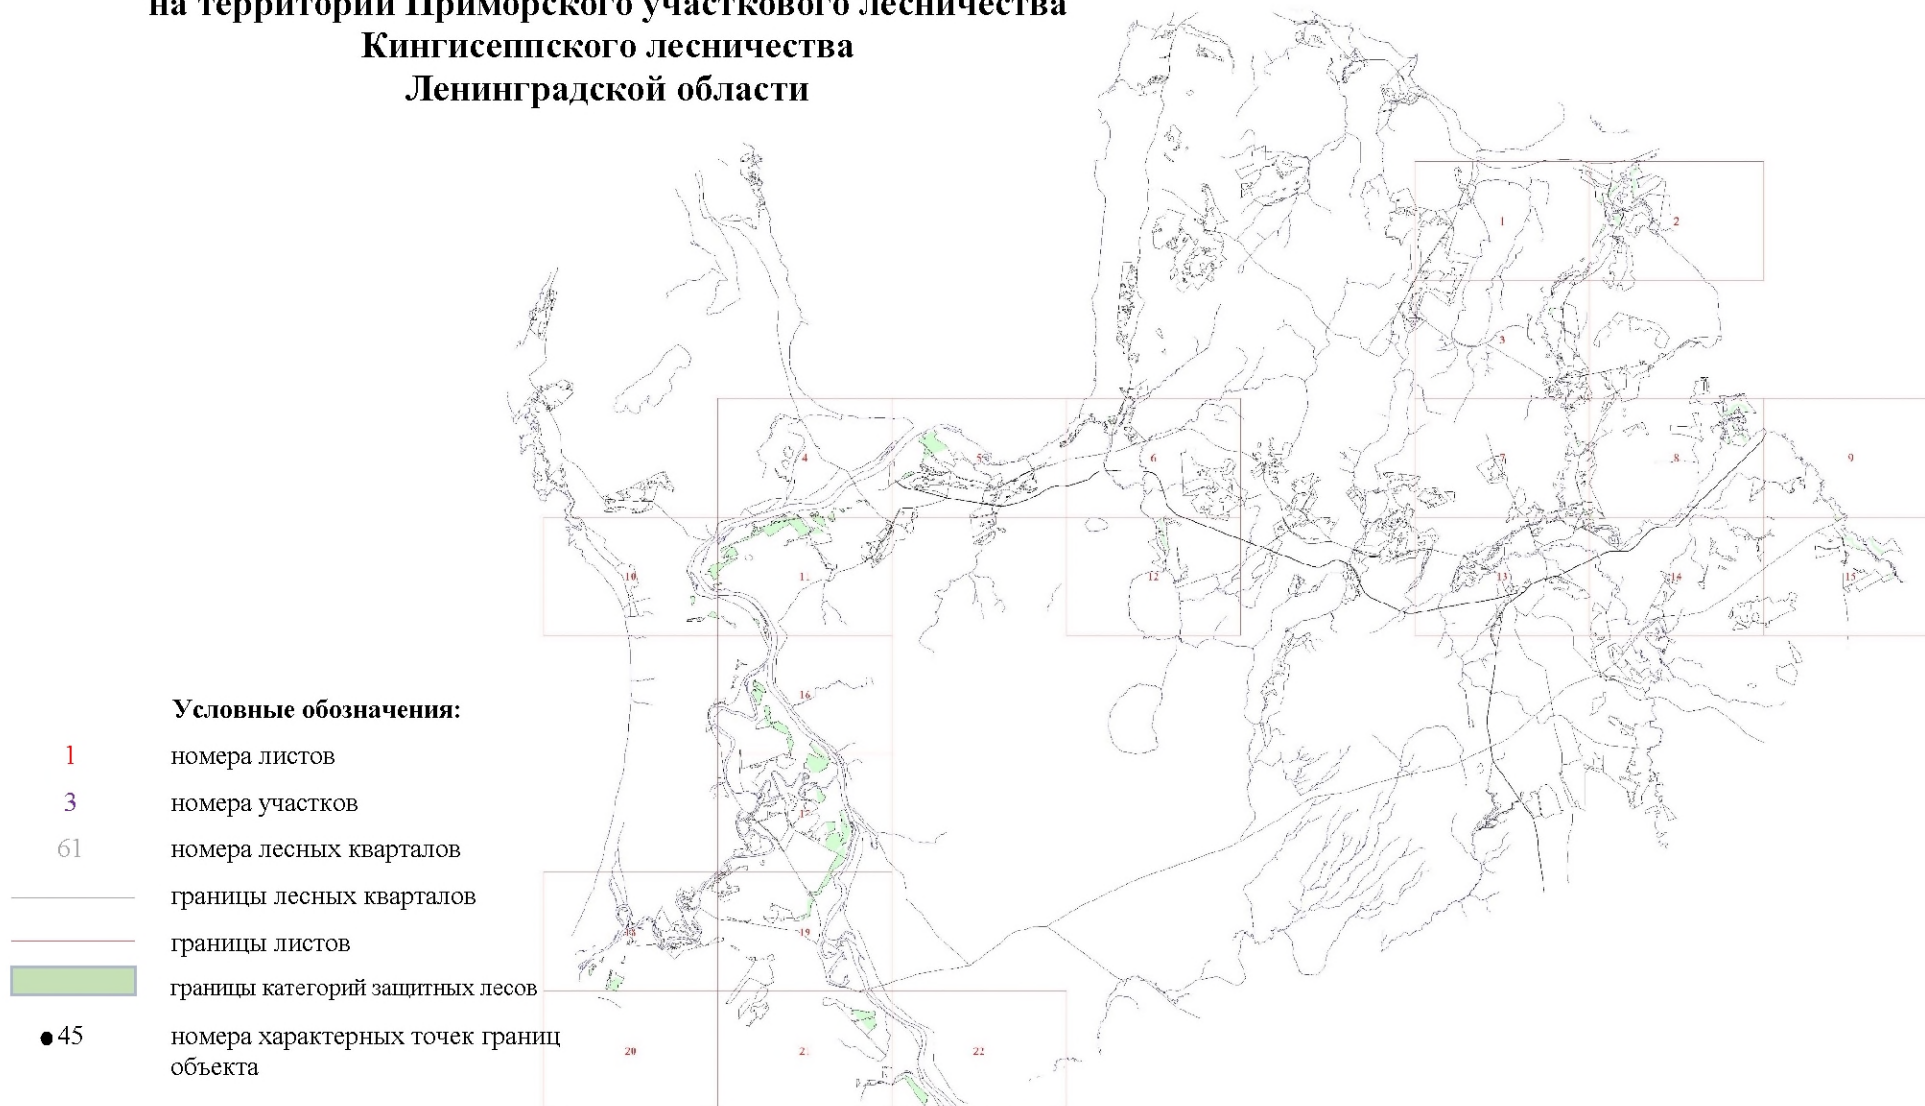 на территории Приморского участкового лесничества
Кингисеппского лесничества
Ленинградской области
1
2
3
4
5
6
7
8
9
10
11
12
13
14
15
16
17
18
19
20
21
22
Условные обозначения:
1 номера листов
3 номера участков
61 номера лесных кварталов
границы лесных кварталов
границы листов
границы категорий защитных лесов
45 номера характерных точек границ
объекта